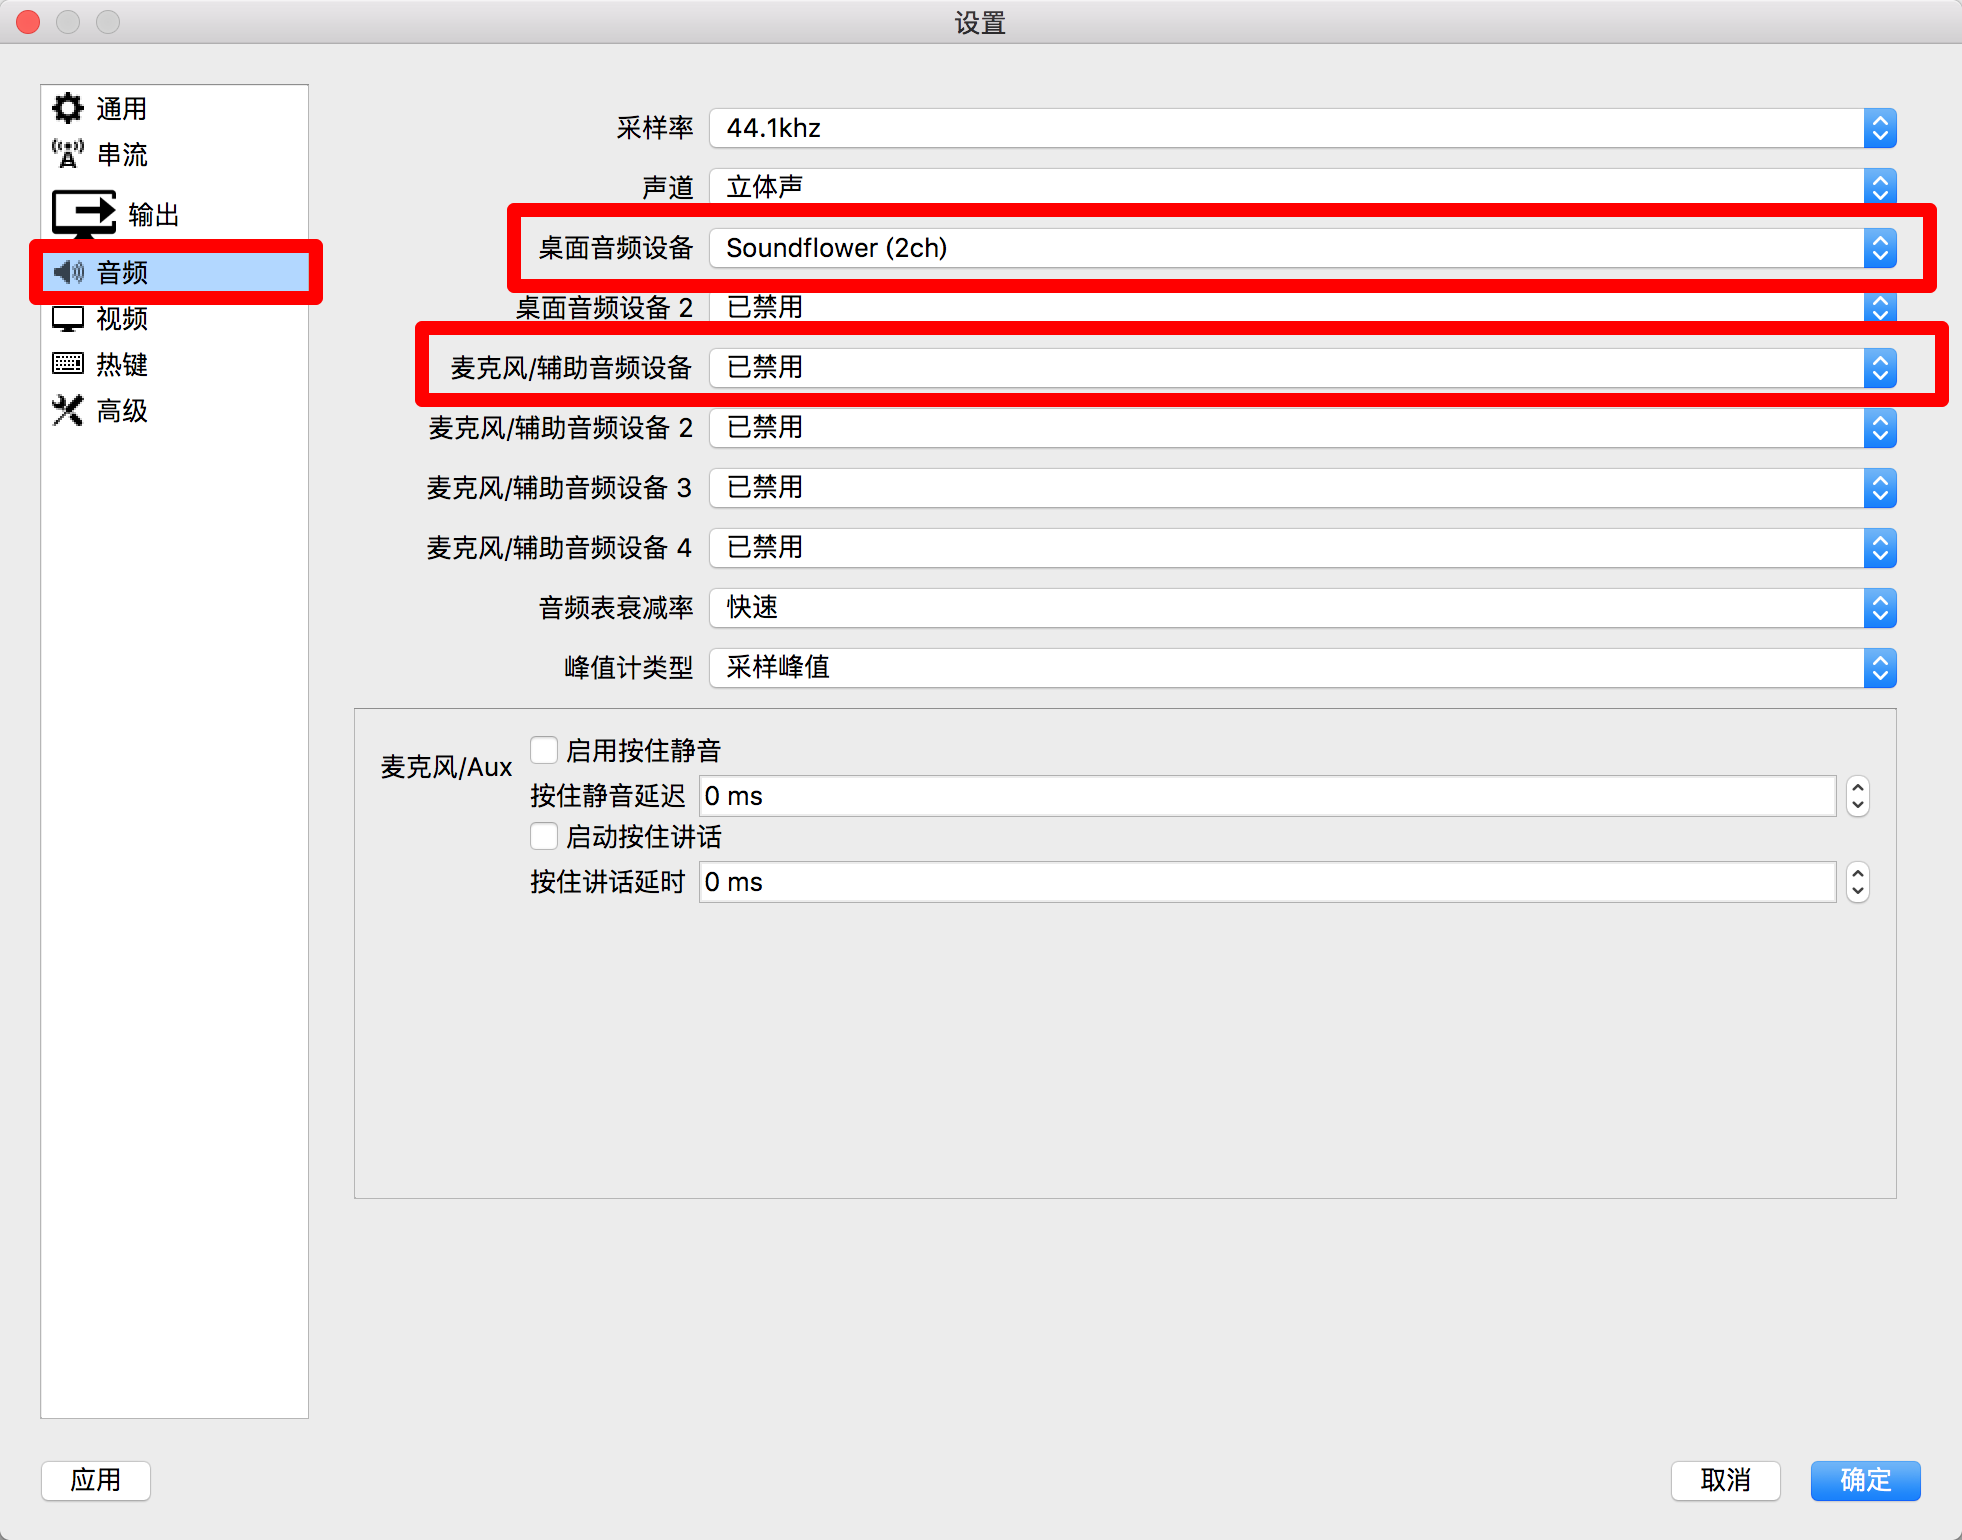 设置
通用
串流
输出
音频
视频
热键
高级
采样率 44.1khz
声道 立体声
桌面音频设备 Soundflower (2ch)
桌面音频设备 2 已禁用
麦克风/辅助音频设备 已禁用
麦克风/辅助音频设备 2 已禁用
麦克风/辅助音频设备 3 已禁用
麦克风/辅助音频设备 4 已禁用
音频表衰减率 快速
峰值计类型 采样峰值
麦克风/Aux
启用按住静音
按住静音延迟 0 ms
启动按住讲话
按住讲话延时 0 ms
应用 取消 确定